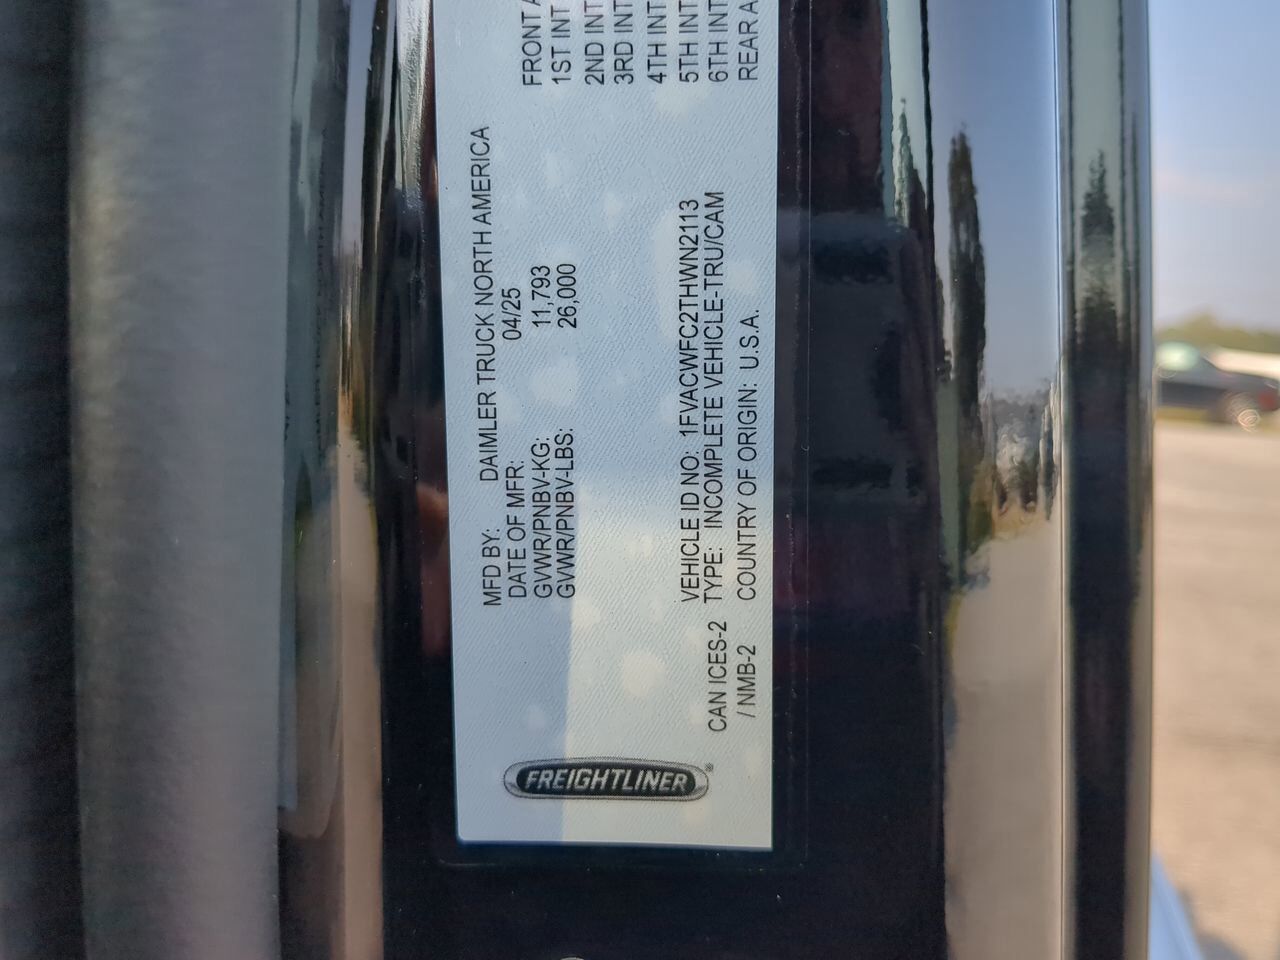 MFD BY: DAIMLER TRUCK NORTH AMERICA
DATE OF MFR: 04/25
GVWR/PNBV-KG: 11,793
GVWR/PNBV-LBS: 26,000
FRONT A
1ST INT
2ND INT
3RD INT
4TH INT
5TH INT
6TH INT
REAR A
VEHICLE ID NO: 1FVACWFC2THWN2113
TYPE: INCOMPLETE VEHICLE-TRU/CAM
COUNTRY OF ORIGIN: U.S.A.
CAN ICES-2
/ NMB-2
FREIGHTLINER®